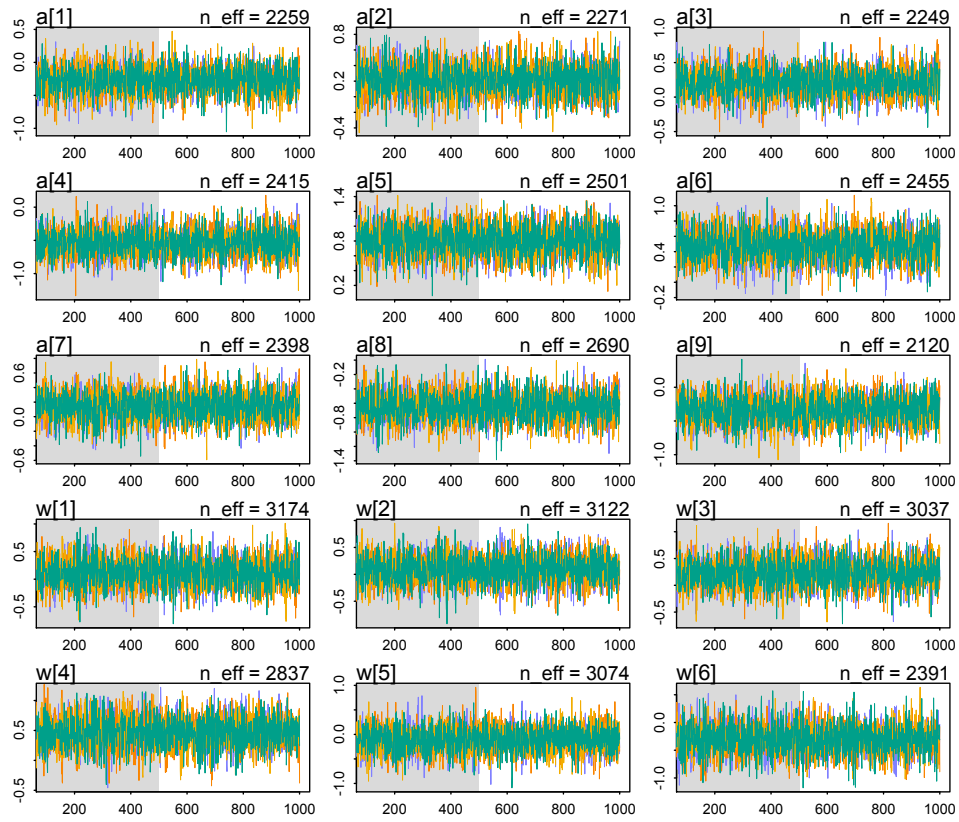 a[1] n_eff = 2259 a[2] n_eff = 2271 a[3] n_eff = 2249
0.5 0.0 -1.0 0.8 0.2 -0.4 1.0 0.5 0.0 -0.5
200 400 600 800 1000 200 400 600 800 1000 200 400 600 800 1000
a[4] n_eff = 2415 a[5] n_eff = 2501 a[6] n_eff = 2455
0.0 -1.0 1.4 0.8 0.2 1.0 0.4 -0.2
200 400 600 800 1000 200 400 600 800 1000 200 400 600 800 1000
a[7] n_eff = 2398 a[8] n_eff = 2690 a[9] n_eff = 2120
0.6 0.0 -0.6 -0.2 -0.8 -1.4 0.0 -1.0
200 400 600 800 1000 200 400 600 800 1000 200 400 600 800 1000
w[1] n_eff = 3174 w[2] n_eff = 3122 w[3] n_eff = 3037
0.5 -0.5 0.5 -0.5 0.5 -0.5
200 400 600 800 1000 200 400 600 800 1000 200 400 600 800 1000
w[4] n_eff = 2837 w[5] n_eff = 3074 w[6] n_eff = 2391
0.5 -0.5 1.0 0.0 -1.0 0.0 -1.0
200 400 600 800 1000 200 400 600 800 1000 200 400 600 800 1000